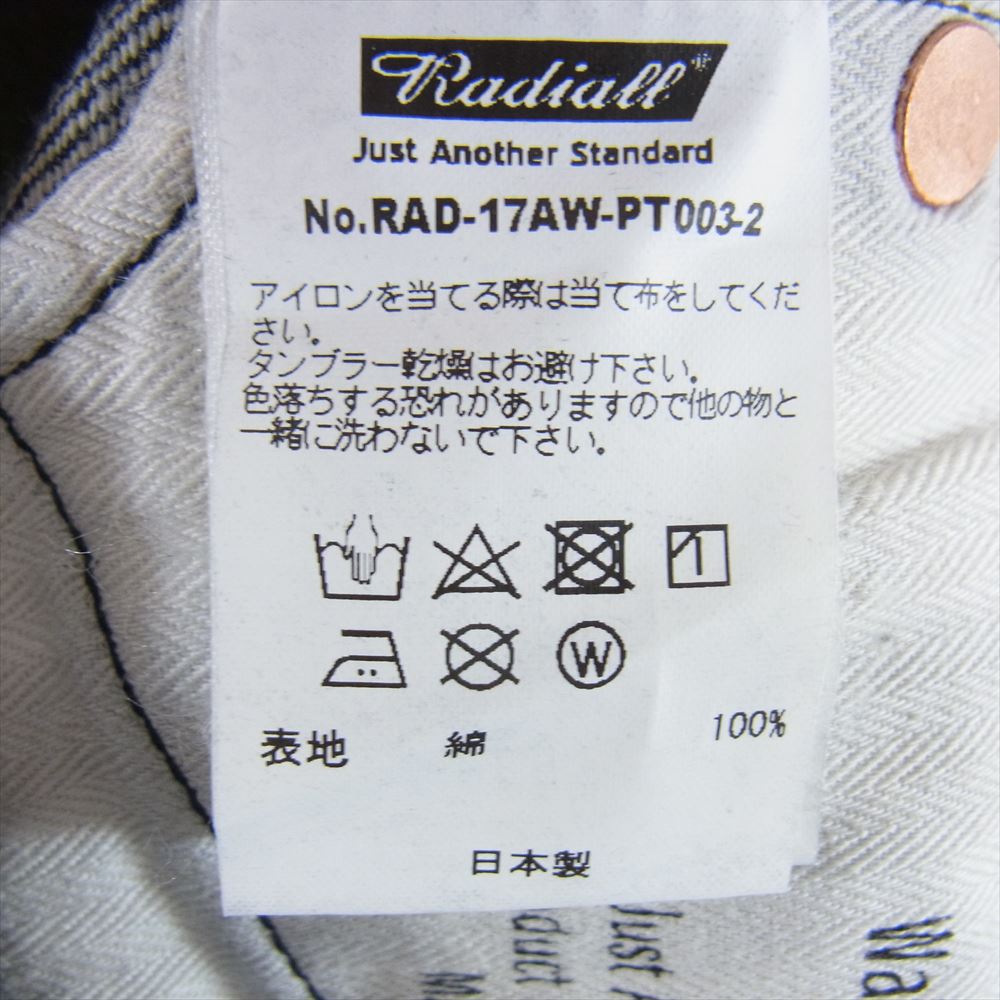 Radiall
Just Another Standard
No.RAD-17AW-PT003-2
アイロンを当てる際は当て布をしてくだ
さい。
タンブラー乾燥はお避け下さい。
色落ちする恐れがありますので他の物と
一緒に洗わないで下さい。
W
表地 綿 100%
日本製
Just
duct
Wa